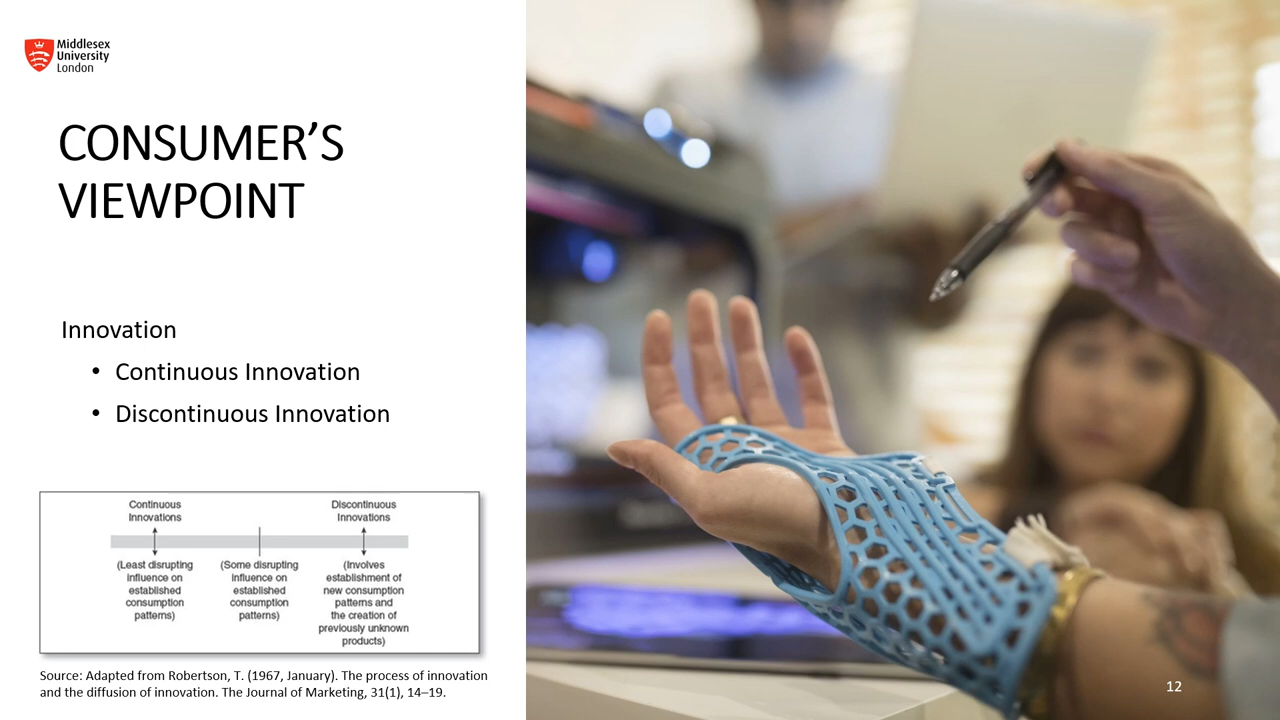 Middlesex
University
London
CONSUMER’S
VIEWPOINT
Innovation
• Continuous Innovation
• Discontinuous Innovation
Continuous
Innovations
Discontinuous
Innovations
(Least disrupting
influence on
established
consumption
patterns)
(Some disrupting
influence on
established
consumption
patterns)
(Involves
establishment of
new consumption
patterns and
the creation of
previously unknown
products)
Source: Adapted from Robertson, T. (1967, January). The process of innovation
and the diffusion of innovation. The Journal of Marketing, 31(1), 14–19.
12